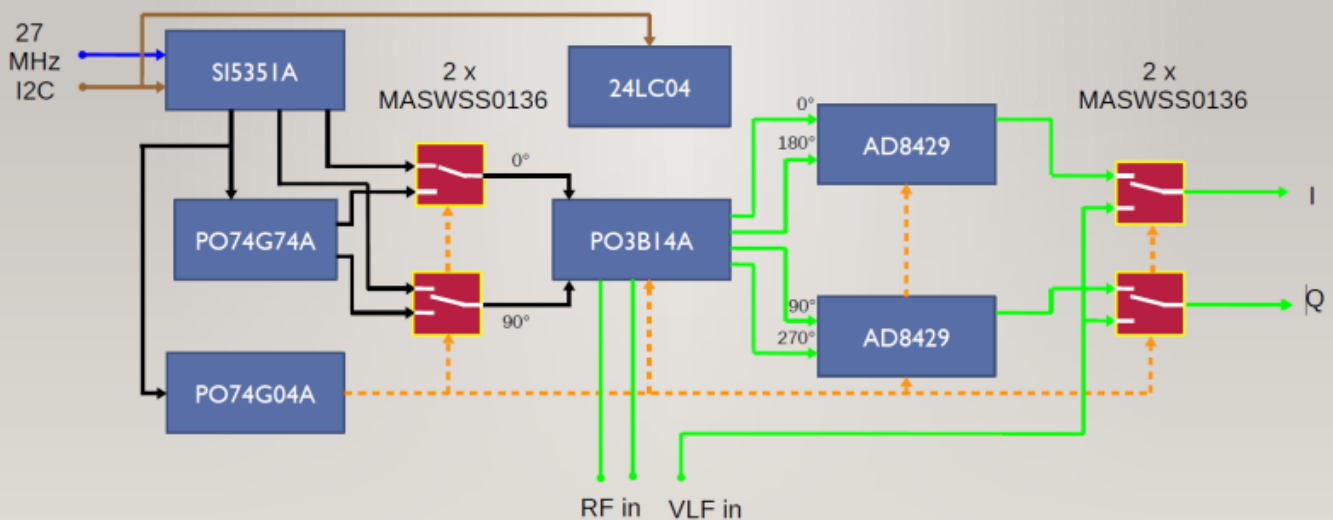 27
MHz
I2C
SI5351A
2 x
MASWSS0136
24LC04
2 x
MASWSS0136
0°
180°
AD8429
0°
PO74G74A
PO3B14A
I
90°
90°
270°
AD8429
Q
PO74G04A
RF in
VLF in